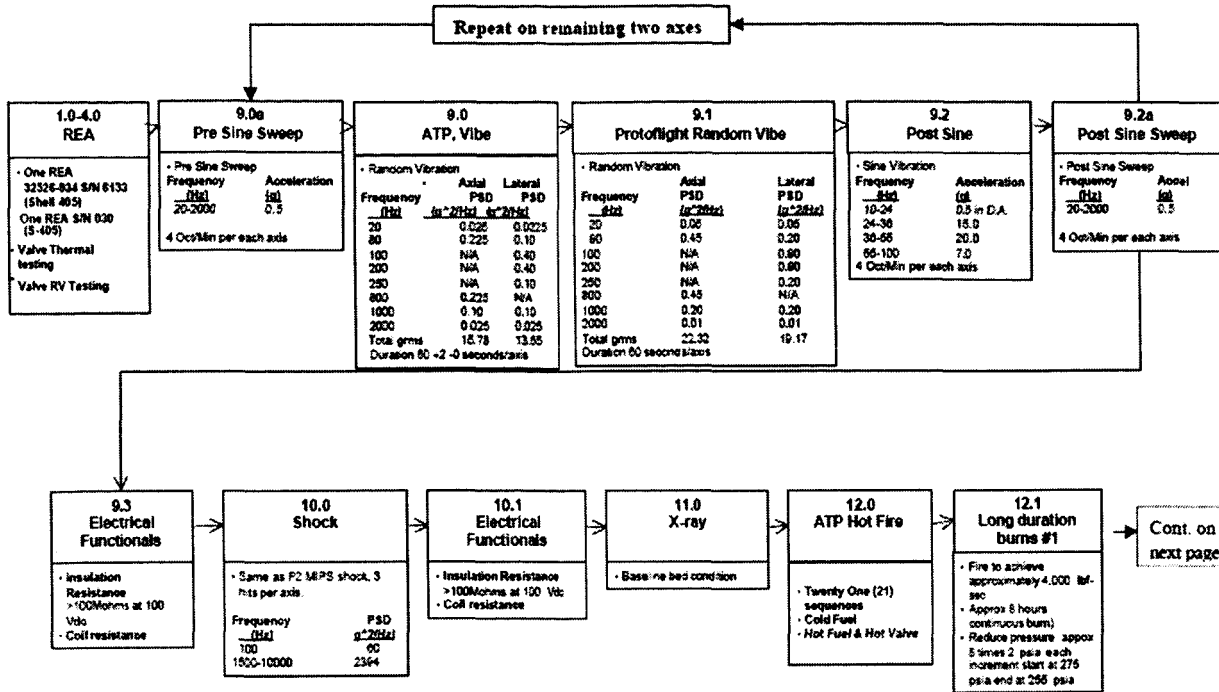 Repeat on remaining two axes
1.0-4.0
REA
- One REA
32326-834 S/N 6133
(Shell 405)
One REA S/N 030
(S-405)
- Valve Thermal
testing
Valve RV Testing
9.0a
Pre Sine Sweep
- Pre Sine Sweep
Frequency Acceleration
(Hz) (g)
20-2000 0.5
4 Oct/Min per each axis
9.0
ATP, Vibe
- Random Vibration
Axial Lateral
Frequency PSD PSD
(Hz) (g^2/Hz) (g^2/Hz)
20 0.025 0.0225
80 0.225 0.10
100 N/A 0.40
200 N/A 0.40
250 N/A 0.10
800 0.225 N/A
1000 0.10 0.10
2000 0.025 0.025
Total grms 15.78 13.55
Duration 60 +2 -0 seconds/axis
9.1
Protoflight Random Vibe
- Random Vibration
Axial Lateral
Frequency PSD PSD
(Hz) (g^2/Hz) (g^2/Hz)
20 0.05 0.05
80 0.45 0.20
100 N/A 0.80
200 N/A 0.80
250 N/A 0.20
800 0.45 N/A
1000 0.20 0.20
2000 0.01 0.01
Total grms 22.32 19.17
Duration 60 seconds/axis
9.2
Post Sine
- Sine Vibration
Frequency Acceleration
(Hz) (g)
10-24 0.5 in D.A.
24-36 15.0
36-55 20.0
55-100 7.0
4 Oct/Min per each axis
9.2a
Post Sine Sweep
- Post Sine Sweep
Frequency Accel
(Hz) (g)
20-2000 0.5
4 Oct/Min per each axis
9.3
Electrical
Functionals
- Insulation
Resistance
>100Mohms at 100
Vdc
- Coil resistance
10.0
Shock
- Same as P2 MIPS shock, 3
hits per axis.
Frequency PSD
(Hz) g^2/Hz)
100 60
1500-10000 2394
10.1
Electrical
Functionals
- Insulation Resistance
>100Mohms at 100 Vdc
- Coil resistance
11.0
X-ray
- Baseline bed condition
12.0
ATP Hot Fire
- Twenty One (21)
sequences
- Cold Fuel
- Hot Fuel & Hot Valve
12.1
Long duration
burns #1
- Fire to achieve
approximately 4,000 lbf-
sec
- Approx 8 hours
continuous burn)
- Reduce pressure approx
times 2 psia each
increment start at 275
psia end at 255 psia
Cont. on
next page